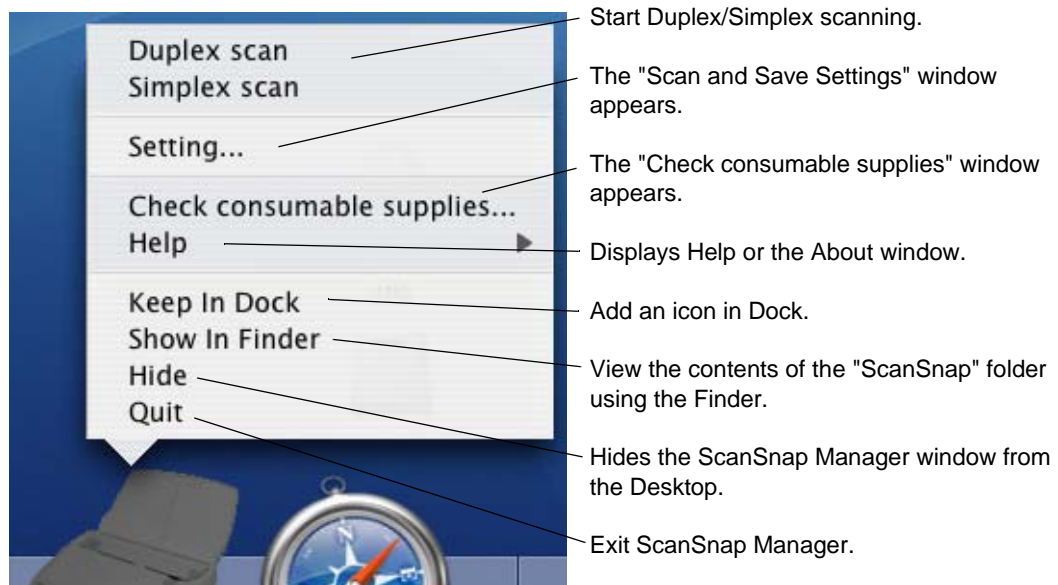 Duplex scan
Simplex scan
Setting...
Check consumable supplies...
Help
Keep In Dock
Show In Finder
Hide
Quit
Start Duplex/Simplex scanning.
The "Scan and Save Settings" window
appears.
The "Check consumable supplies" window
appears.
Displays Help or the About window.
Add an icon in Dock.
View the contents of the "ScanSnap" folder
using the Finder.
Hides the ScanSnap Manager window from
the Desktop.
Exit ScanSnap Manager.